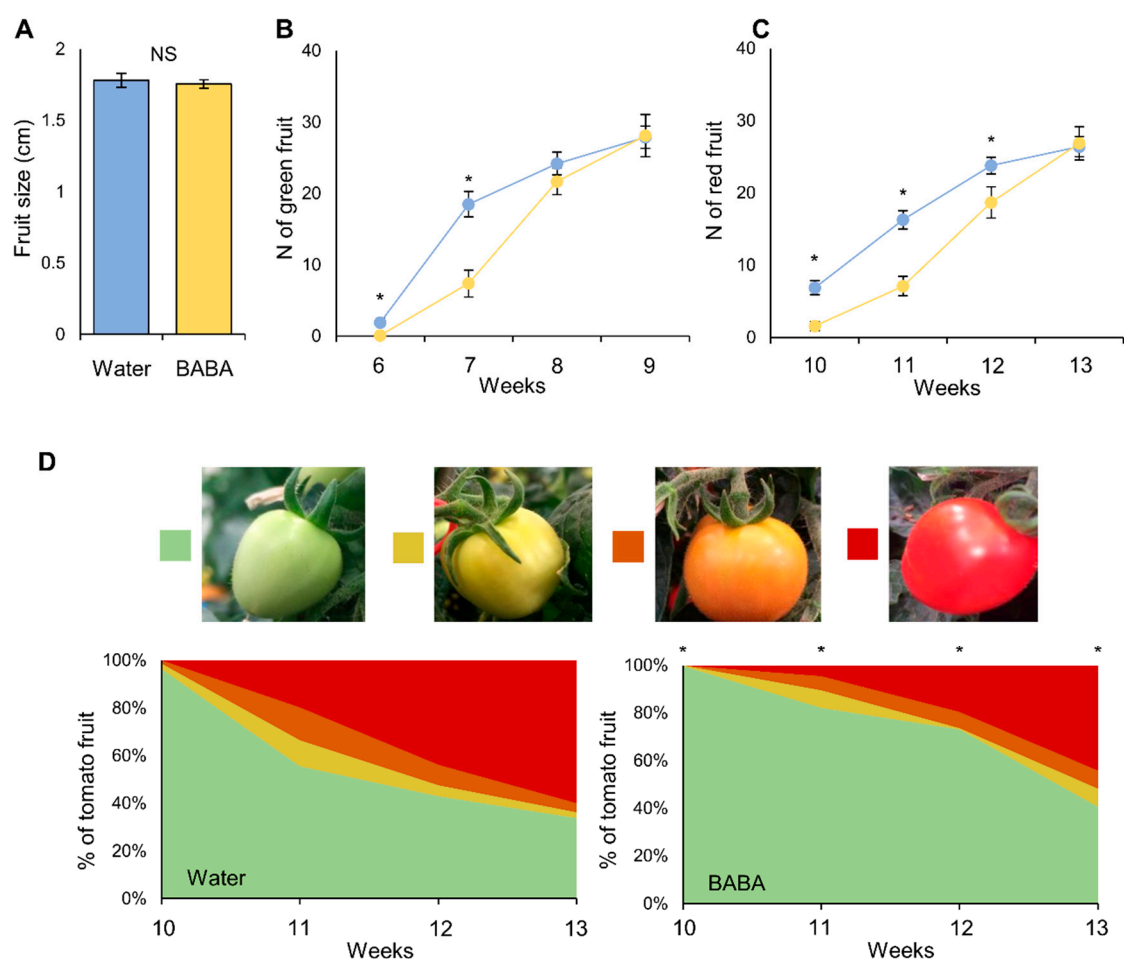 A
NS
Fruit size (cm)
2
1.5
1
0.5
0
Water BABA
B
N of green fruit
40
30
20
10
0
*
*
6 7 8 9
Weeks
C
N of red fruit
40
30
20
10
0
*
*
*
10 11 12 13
Weeks
D
% of tomato fruit
100%
80%
60%
40%
20%
0%
Water
10 11 12 13
Weeks
* * * *
% of tomato fruit
100%
80%
60%
40%
20%
0%
BABA
10 11 12 13
Weeks